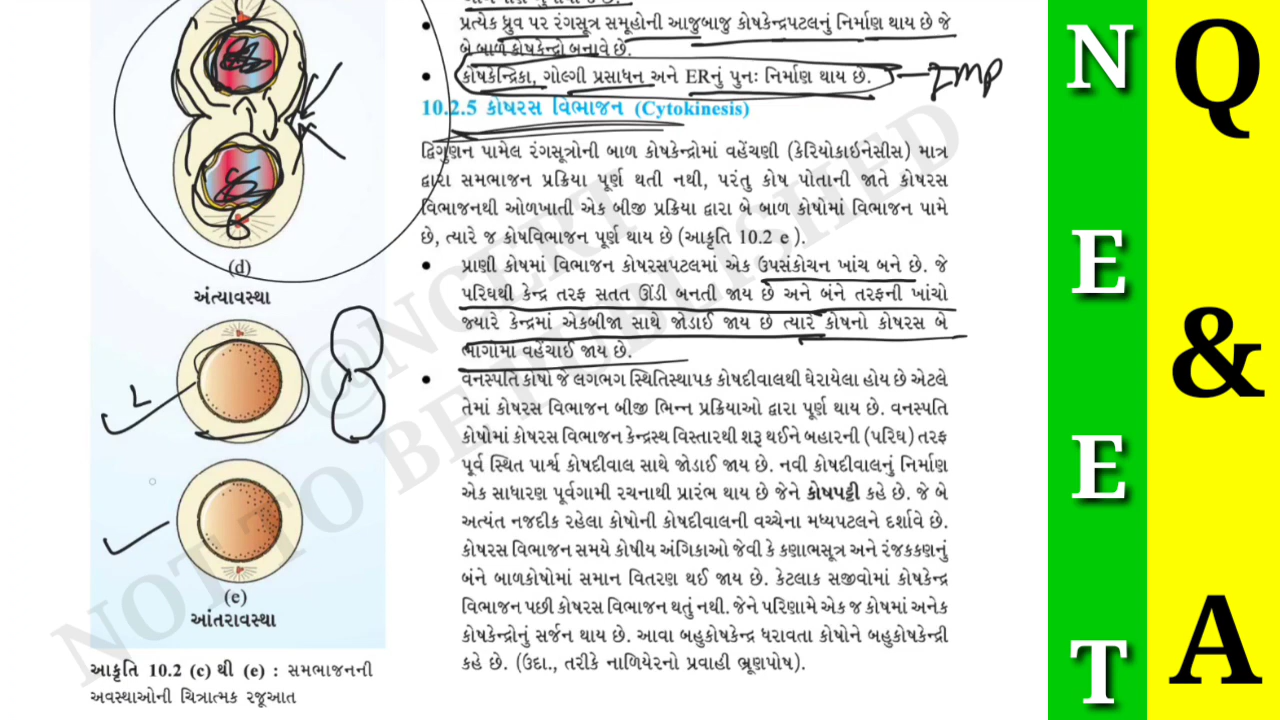 પ્રત્યેક ધ્રુવ પર રંગસૂત્ર સમૂહોની આજુબાજુ કોષકેન્દ્રપટલનું નિર્માણ થાય છે જે
બે બાળ કોષકેન્દ્રો બનાવે છે.
કોષકેન્દ્રિકા, ગોલ્ગી પ્રસાધન અને ERનું પુનઃ નિર્માણ થાય છે.
IMP
10.2.5 કોષરસ વિભાજન (Cytokinesis)
દ્વિગુણન પામેલ રંગસૂત્રોની બાળ કોષકેન્દ્રોમાં વહેંચણી (કેરિયોકાઇનેસીસ) માત્ર
દ્વારા સમભાજન પ્રક્રિયા પૂર્ણ થતી નથી, પરંતુ કોષ પોતાની જાતે કોષરસ
વિભાજનથી ઓળખાતી એક બીજી પ્રક્રિયા દ્વારા બે બાળ કોષોમાં વિભાજન પામે
છે, ત્યારે જ કોષવિભાજન પૂર્ણ થાય છે (આકૃતિ 10.2 e ).
પ્રાણી કોષમાં વિભાજન કોષરસપટલમાં એક ઉપસંકોચન ખાંચ બને છે. જે
પરિઘથી કેન્દ્ર તરફ સતત ઊંડી બનતી જાય છે અને બંને તરફની ખાંચો
જ્યારે કેન્દ્રમાં એકબીજા સાથે જોડાઈ જાય છે ત્યારે કોષનો કોષરસ બે
ભાગોમા વહેંચાઈ જાય છે.
વનસ્પતિ કોષો જે લગભગ સ્થિતિસ્થાપક કોષદીવાલથી ઘેરાયેલા હોય છે એટલે
તેમાં કોષરસ વિભાજન બીજી ભિન્ન પ્રક્રિયાઓ દ્વારા પૂર્ણ થાય છે. વનસ્પતિ
કોષોમાં કોષરસ વિભાજન કેન્દ્રસ્થ વિસ્તારથી શરૂ થઈને બહારની (પરિઘ) તરફ
પૂર્વ સ્થિત પાર્શ્વ કોષદીવાલ સાથે જોડાઈ જાય છે. નવી કોષદીવાલનું નિર્માણ
એક સાધારણ પૂર્વગામી રચનાથી પ્રારંભ થાય છે જેને કોષપટ્ટી કહે છે. જે બે
અત્યંત નજદીક રહેલા કોષોની કોષદીવાલની વચ્ચેના મધ્યપટલને દર્શાવે છે.
કોષરસ વિભાજન સમયે કોષીય અંગિકાઓ જેવી કે કણાભસૂત્ર અને રંજકકણનું
બંને બાળકોષોમાં સમાન વિતરણ થઈ જાય છે. કેટલાક સજીવોમાં કોષકેન્દ્ર
વિભાજન પછી કોષરસ વિભાજન થતું નથી. જેને પરિણામે એક જ કોષમાં અનેક
કોષકેન્દ્રોનું સર્જન થાય છે. આવા બહુકોષકેન્દ્ર ધરાવતા કોષોને બહુકોષકેન્દ્રી
કહે છે. (ઉદા., તરીકે નાળિયેરનો પ્રવાહી ભ્રૂણપોષ).
(d)
અંત્યાવસ્થા
(e)
આંતરાવસ્થા
આકૃતિ 10.2 (c) થી (e) : સમભાજનની
અવસ્થાઓની ચિત્રાત્મક રજૂઆત
@NCERT
NOT TO BE PUBLISHED
N
E
E
T
Q
&
A